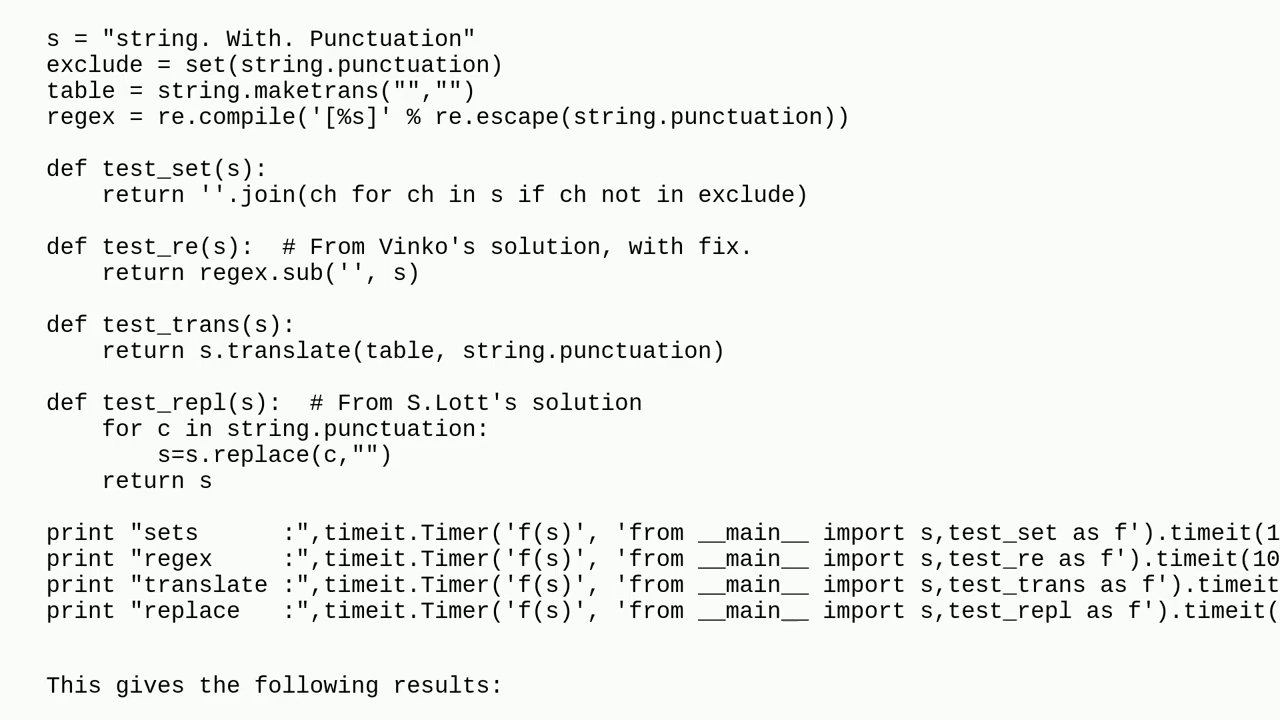 s = "string. With. Punctuation"
exclude = set(string.punctuation)
table = string.maketrans("","")
regex = re.compile('[%s]' % re.escape(string.punctuation))

def test_set(s):
    return ''.join(ch for ch in s if ch not in exclude)

def test_re(s):  # From Vinko's solution, with fix.
    return regex.sub('', s)

def test_trans(s):
    return s.translate(table, string.punctuation)

def test_repl(s):  # From S.Lott's solution
    for c in string.punctuation:
        s=s.replace(c,"")
    return s

print "sets      :",timeit.Timer('f(s)', 'from __main__ import s,test_set as f').timeit(1
print "regex     :",timeit.Timer('f(s)', 'from __main__ import s,test_re as f').timeit(10
print "translate :",timeit.Timer('f(s)', 'from __main__ import s,test_trans as f').timeit
print "replace   :",timeit.Timer('f(s)', 'from __main__ import s,test_repl as f').timeit(

This gives the following results: